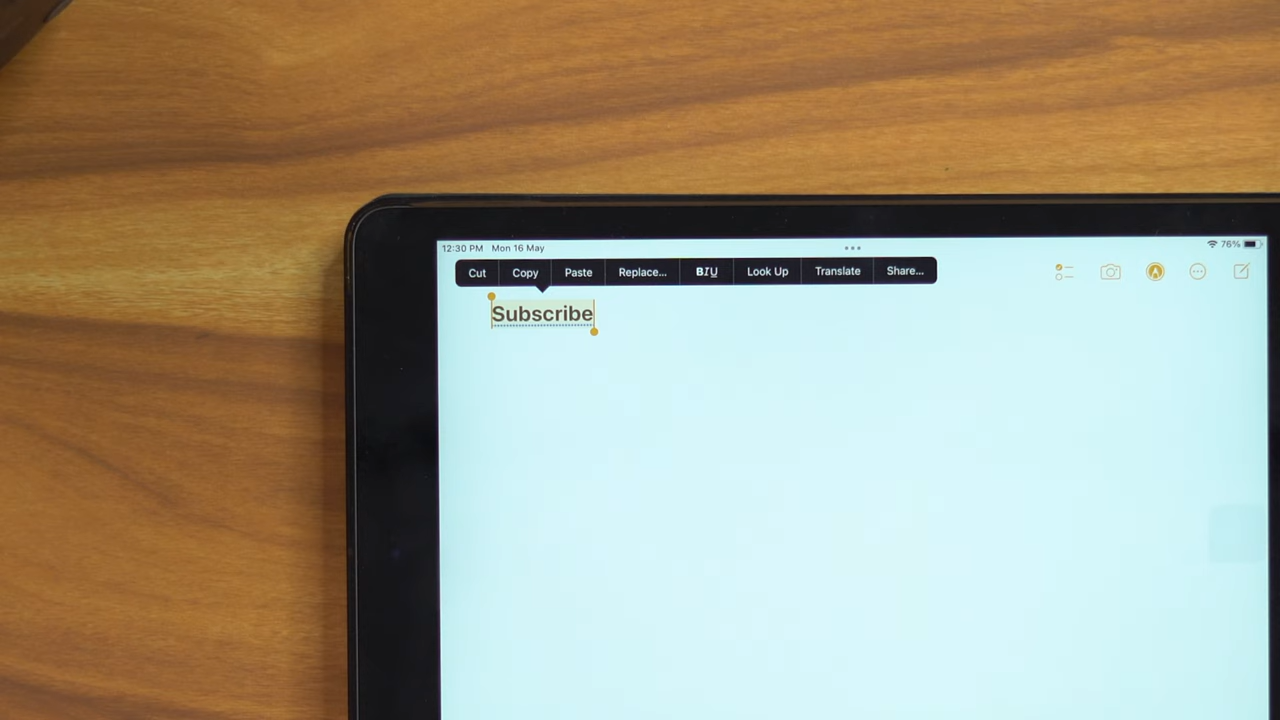 12:30 PM Mon 16 May 76%
Cut Copy Paste Replace... BIU Look Up Translate Share...
Subscribe